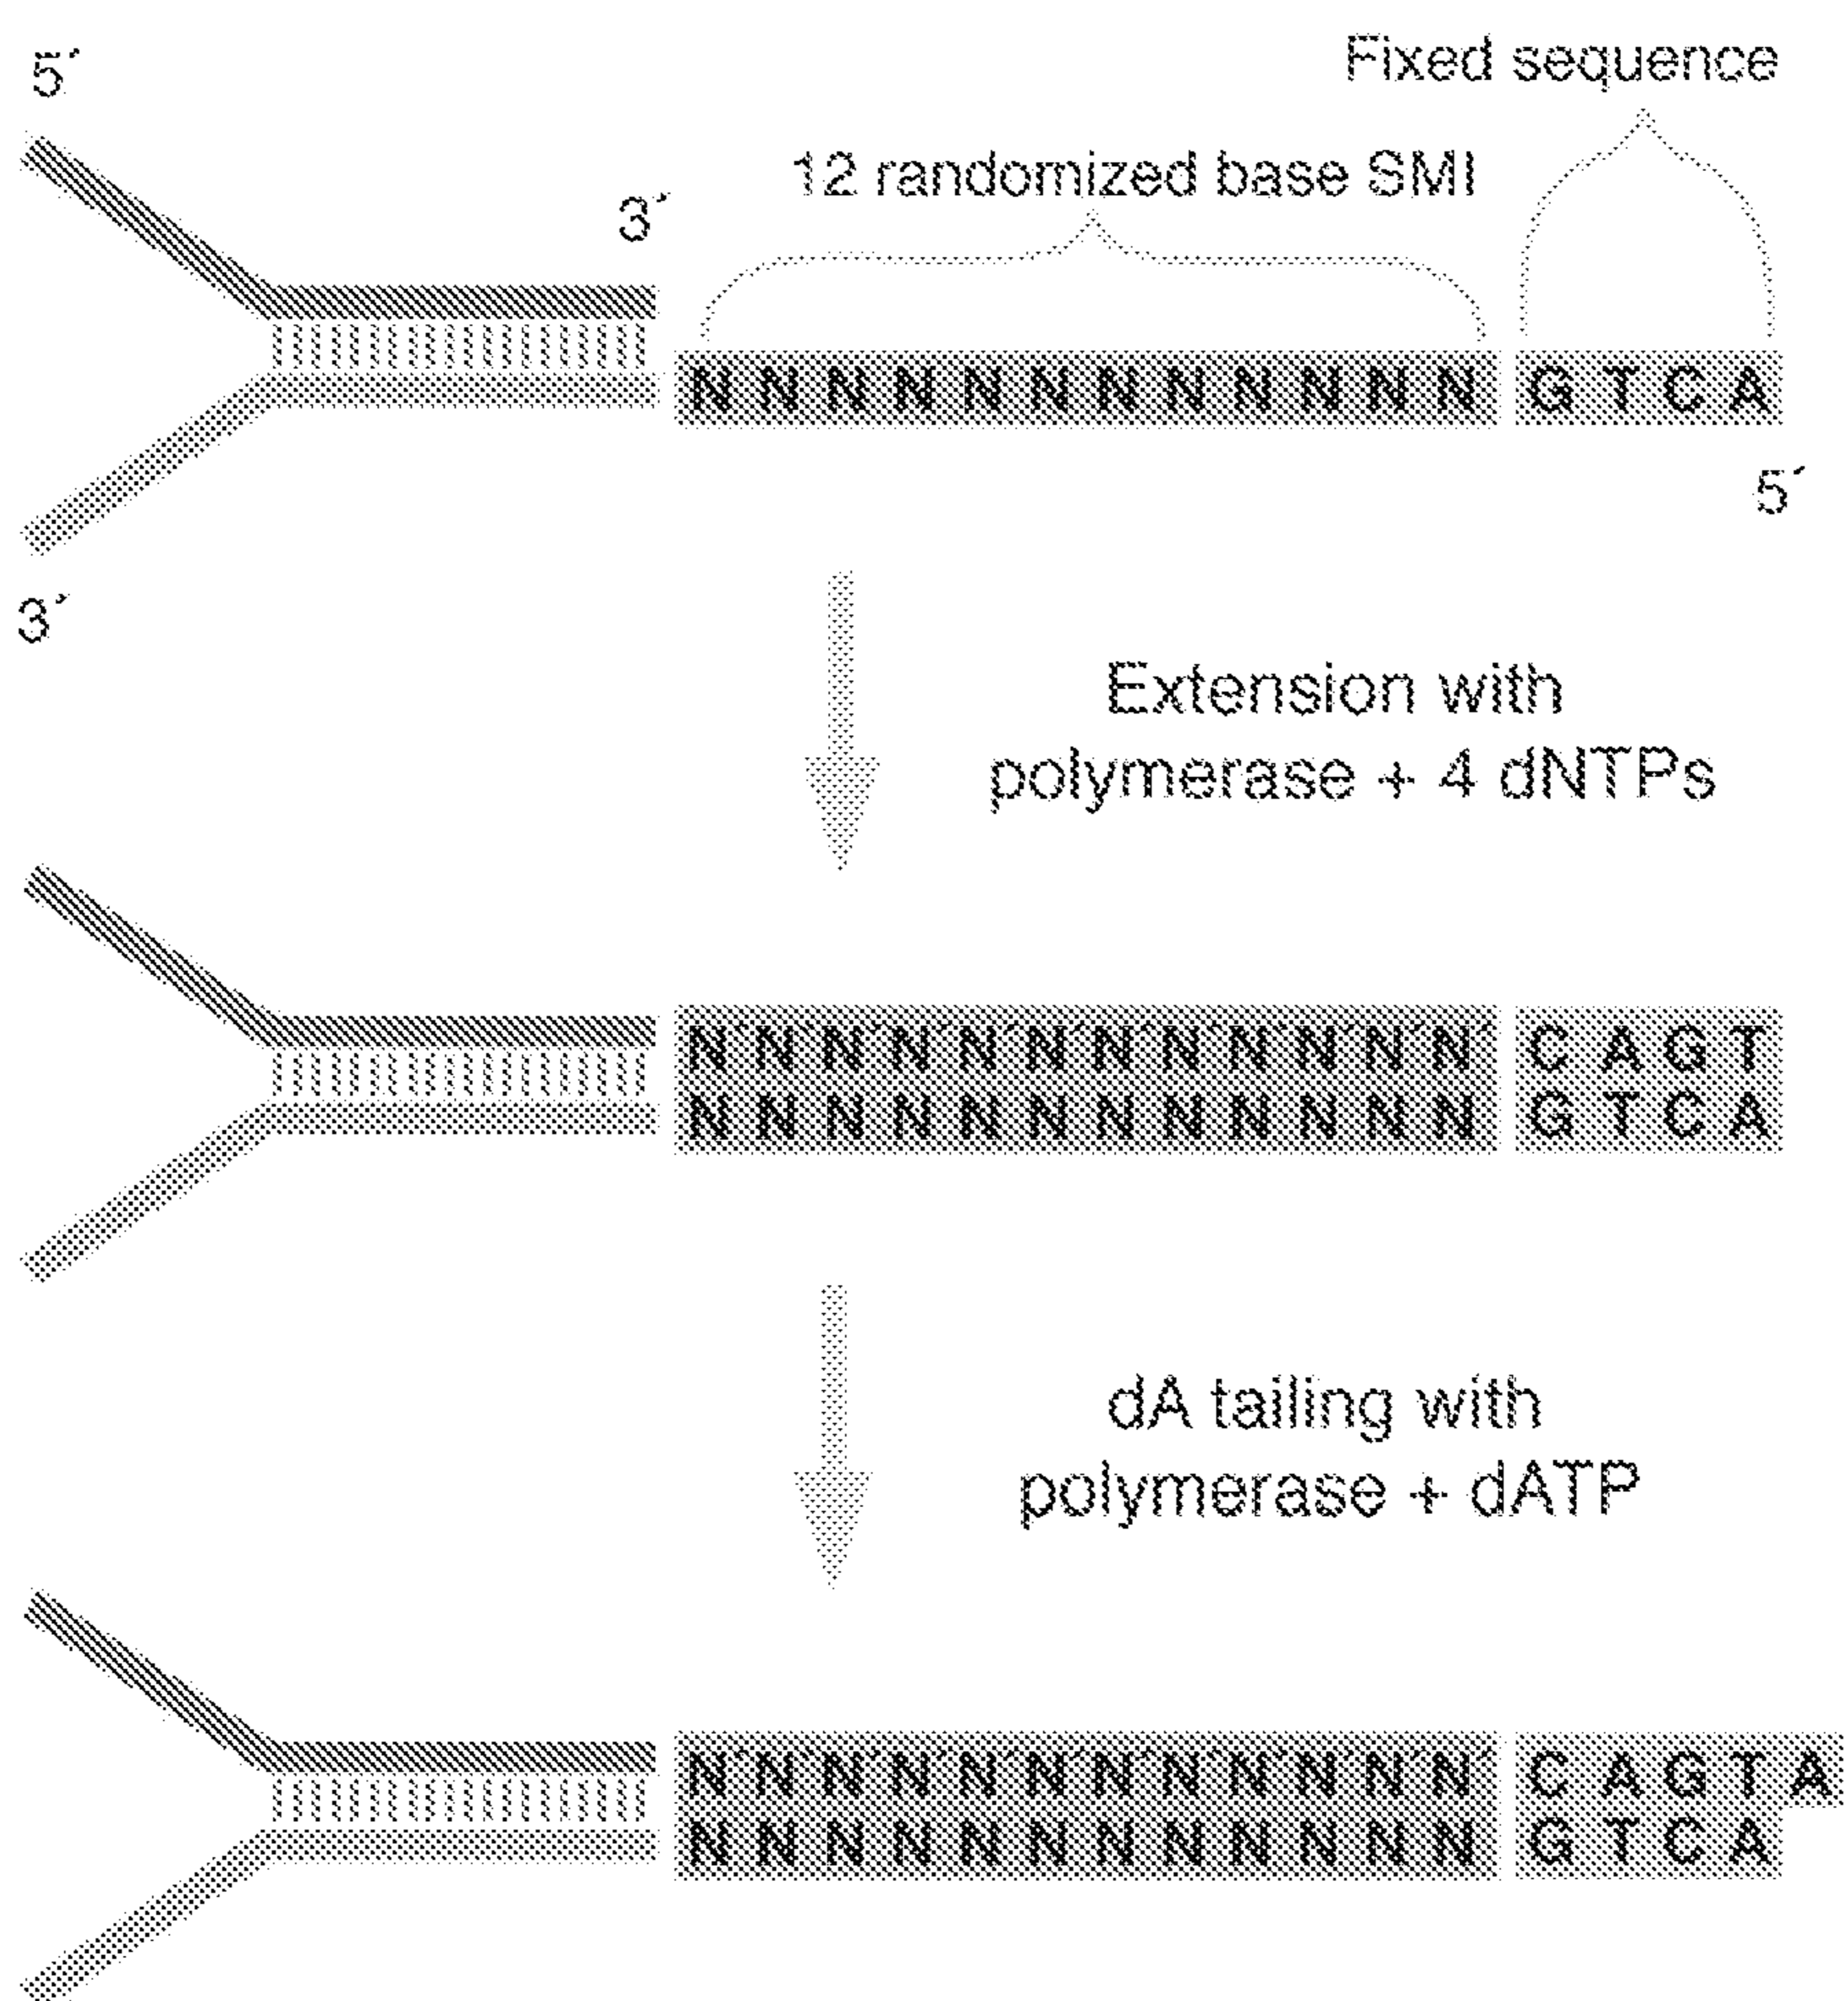 5´
Fixed sequence
12 randomized base SMI
3´
N N N N N N N N N N N N G T C A
5´
3´
Extension with
polymerase + 4 dNTPs
N´N´N´N´N´N´N´N´N´N´N´N´ C A G T
N N N N N N N N N N N N G T C A
dA tailing with
polymerase + dATP
N´N´N´N´N´N´N´N´N´N´N´N´ C A G T A
N N N N N N N N N N N N G T C A